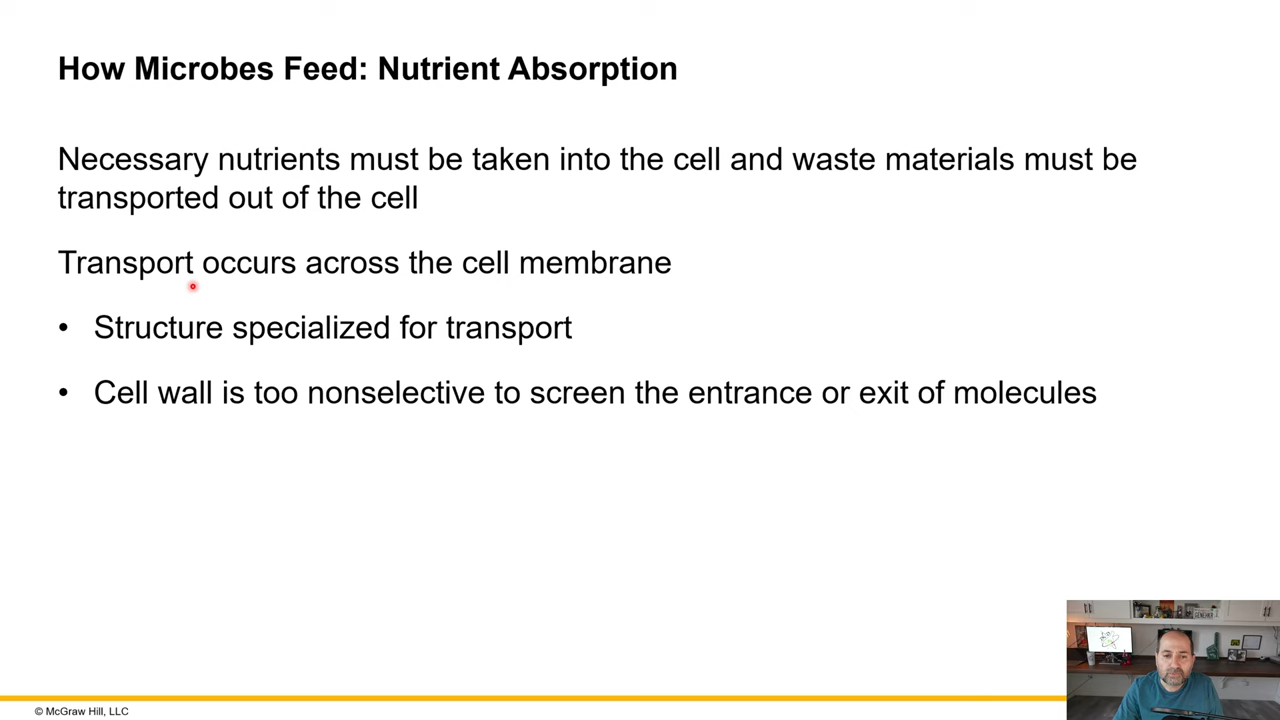 How Microbes Feed: Nutrient Absorption
Necessary nutrients must be taken into the cell and waste materials must be
transported out of the cell
Transport occurs across the cell membrane
• Structure specialized for transport
• Cell wall is too nonselective to screen the entrance or exit of molecules
© McGraw Hill, LLC